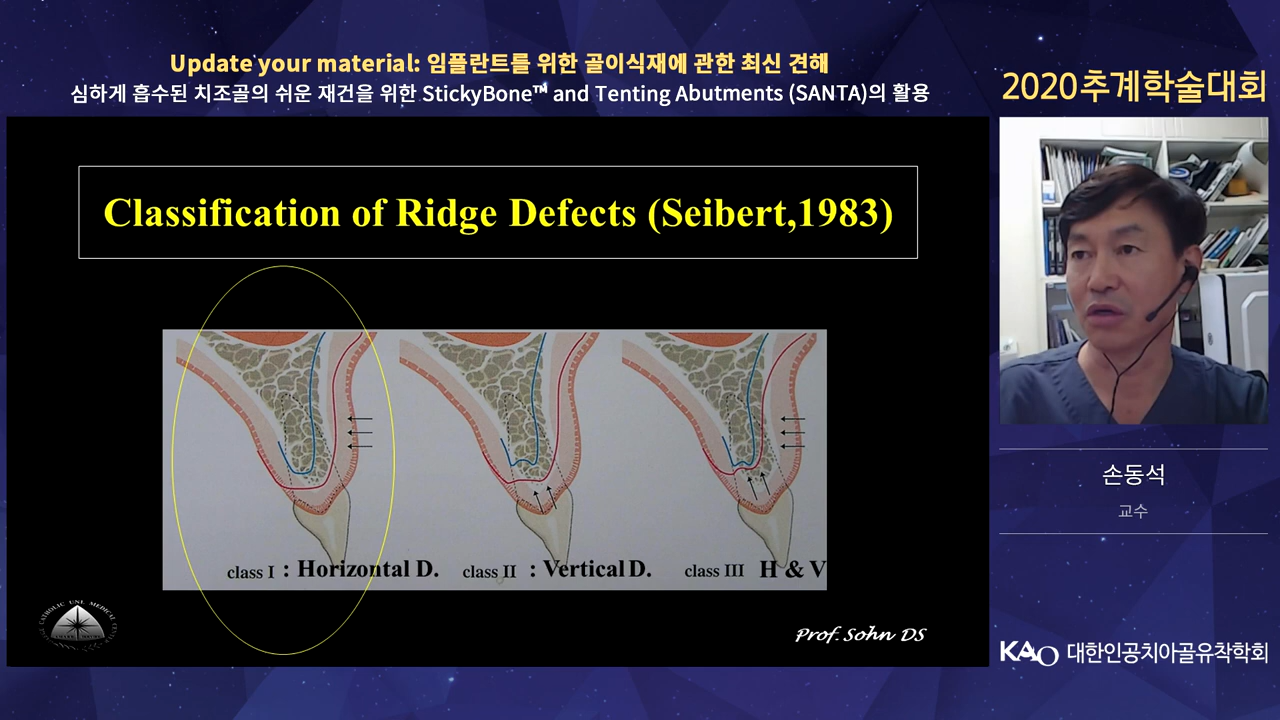 Update your material: 임플란트를 위한 골이식재에 관한 최신 견해
심하게 흡수된 치조골의 쉬운 재건을 위한 StickyBone™ and Tenting Abutments (SANTA)의 활용
2020추계학술대회
Classification of Ridge Defects (Seibert,1983)
class I : Horizontal D.
class II : Vertical D.
class III H & V
Prof. Sohn DS
손동석
교수
KAO 대한인공치아골유착학회